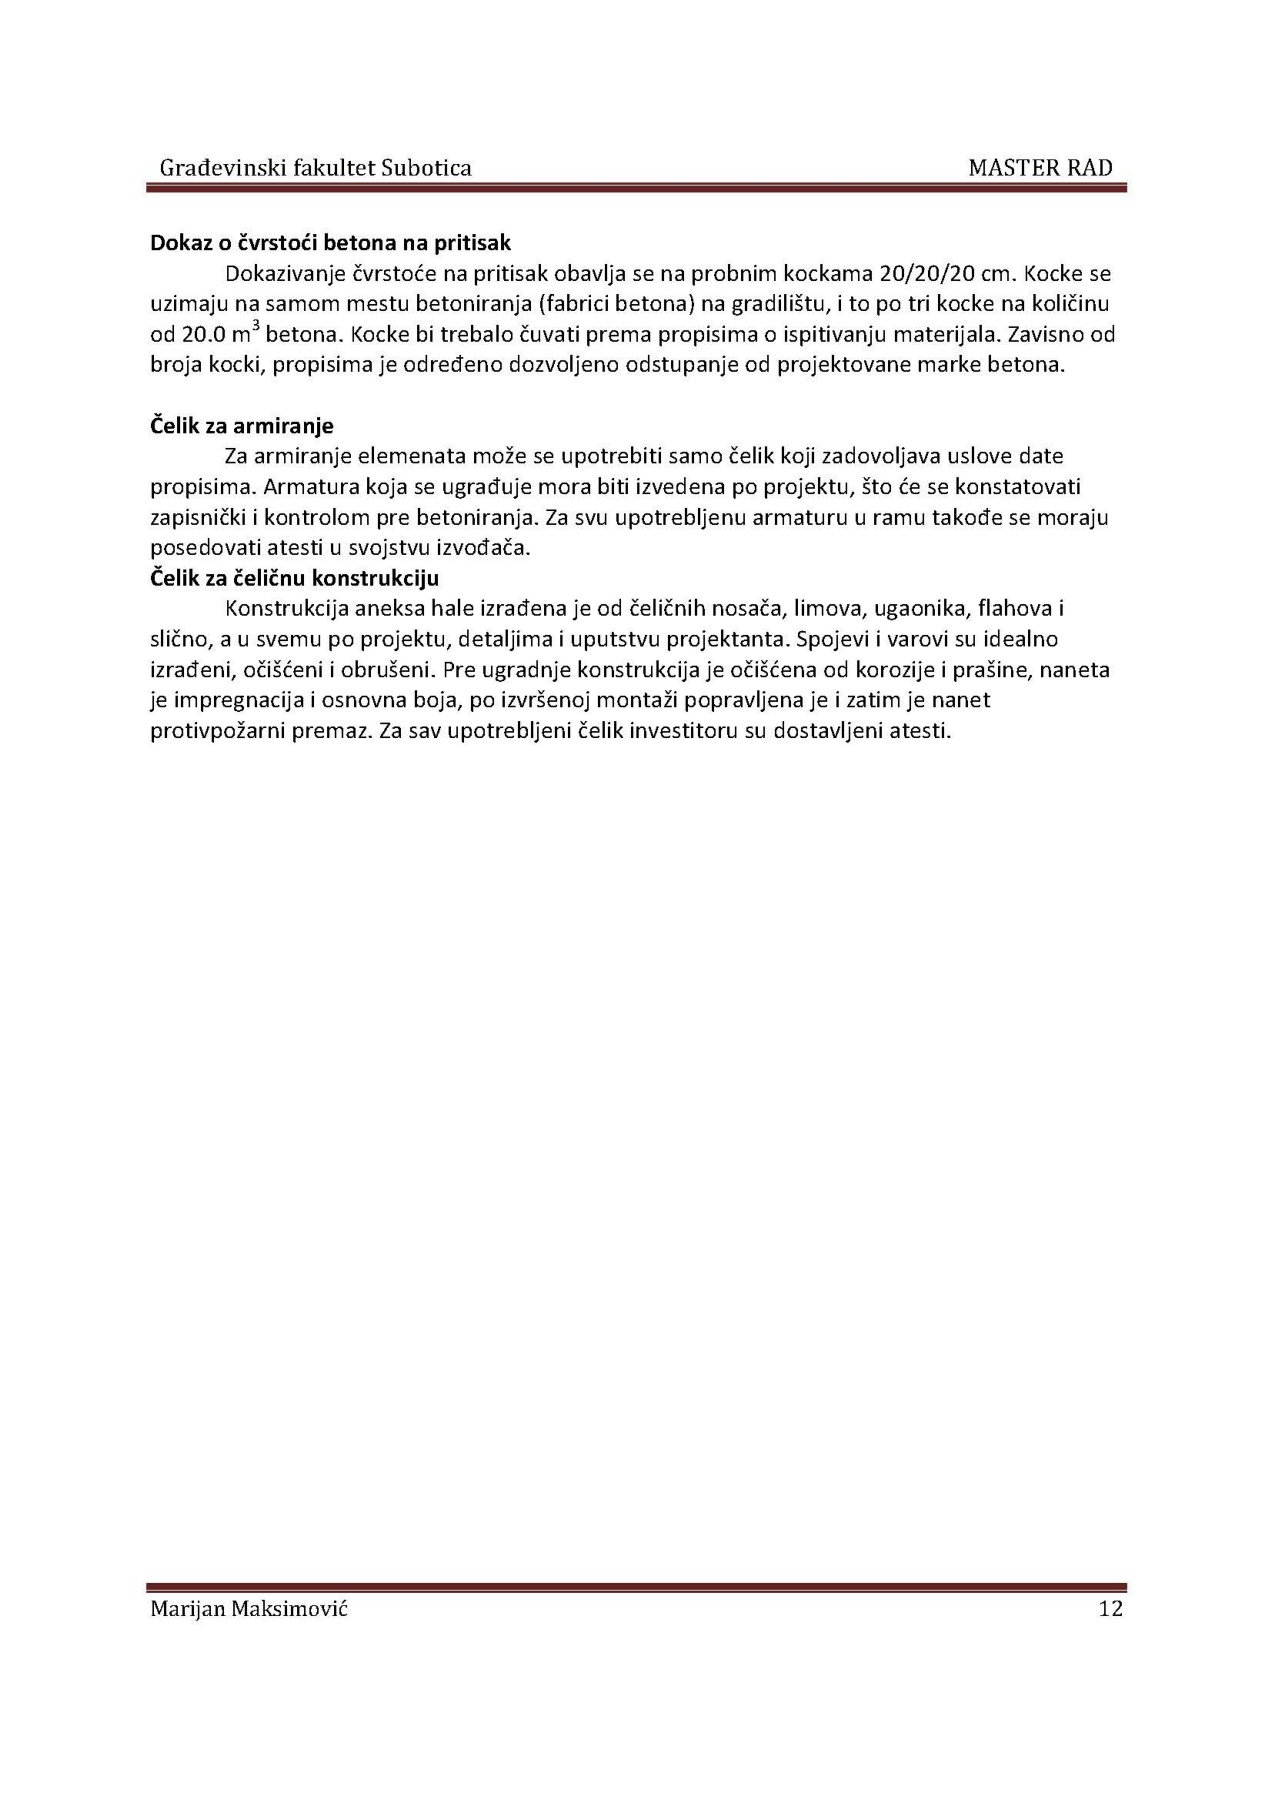 Građevinski fakultet Subotica MASTER RAD
Dokaz o čvrstoći betona na pritisak
Dokazivanje čvrstoće na pritisak obavlja se na probnim kockama 20/20/20 cm. Kocke se
uzimaju na samom mestu betoniranja (fabrici betona) na gradilištu, i to po tri kocke na količinu
od 20.0 m³ betona. Kocke bi trebalo čuvati prema propisima o ispitivanju materijala. Zavisno od
broja kocki, propisima je određeno dozvoljeno odstupanje od projektovane marke betona.
Čelik za armiranje
Za armiranje elemenata može se upotrebiti samo čelik koji zadovoljava uslove date
propisima. Armatura koja se ugrađuje mora biti izvedena po projektu, što će se konstatovati
zapisnički i kontrolom pre betoniranja. Za svu upotrebljenu armaturu u ramu takođe se moraju
posedovati atesti u svojstvu izvođača.
Čelik za čeličnu konstrukciju
Konstrukcija aneksa hale izrađena je od čeličnih nosača, limova, ugaonika, flahova i
slično, a u svemu po projektu, detaljima i uputstvu projektanta. Spojevi i varovi su idealno
izrađeni, očišćeni i obrušeni. Pre ugradnje konstrukcija je očišćena od korozije i prašine, naneta
je impregnacija i osnovna boja, po izvršenoj montaži popravljena je i zatim je nanet
protivpožarni premaz. Za sav upotrebljeni čelik investitoru su dostavljeni atesti.
Marijan Maksimović 12